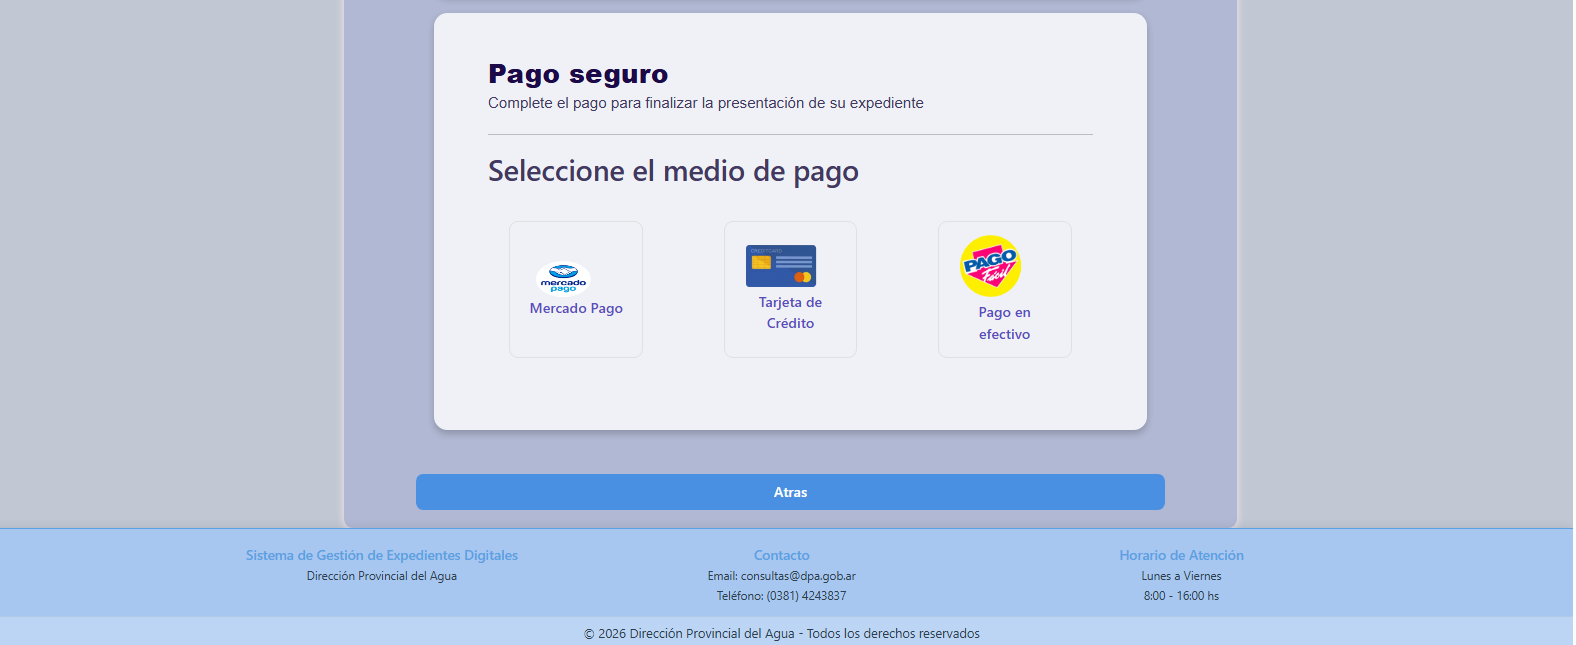 Pago seguro
Complete el pago para finalizar la presentación de su expediente
Seleccione el medio de pago
mercado
pago
Mercado Pago
CREDIT CARD
Tarjeta de
Crédito
PAGO
Fácil
Pago en
efectivo
Atras
Sistema de Gestión de Expedientes Digitales
Dirección Provincial del Agua
Contacto
Email: consultas@dpa.gob.ar
Teléfono: (0381) 4243837
Horario de Atención
Lunes a Viernes
8:00 - 16:00 hs
© 2026 Dirección Provincial del Agua - Todos los derechos reservados